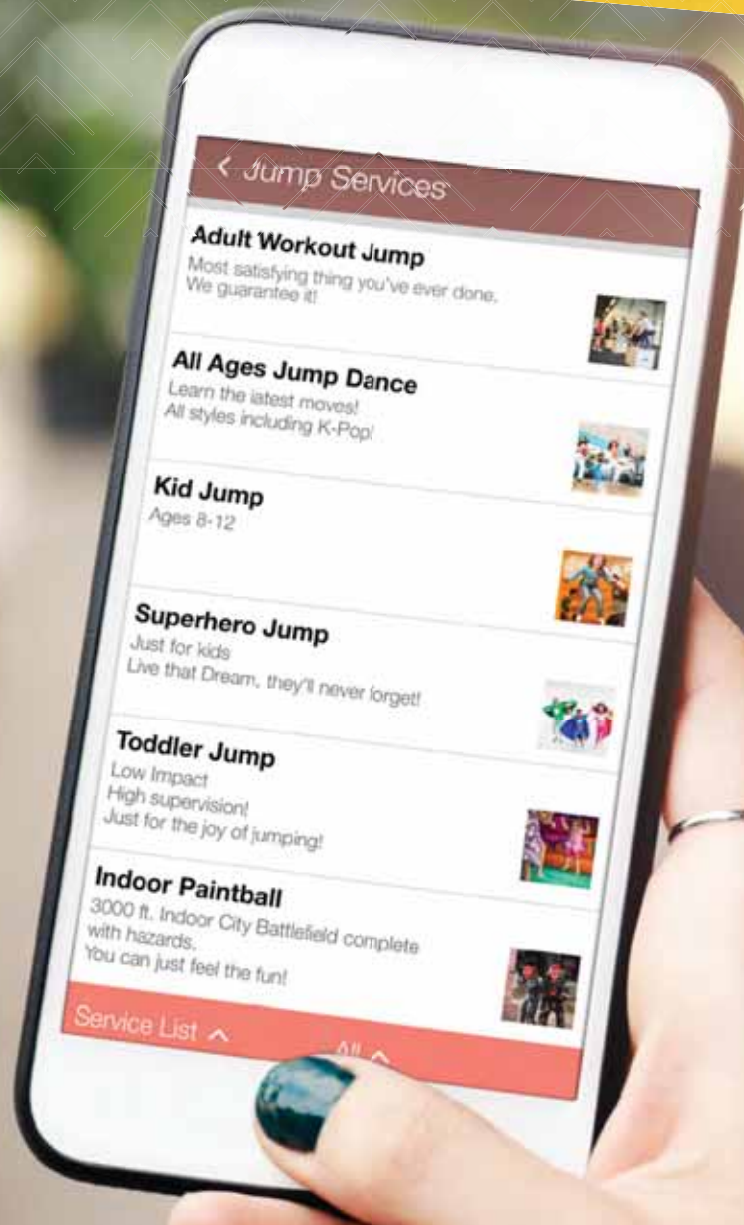 Jump Services
Adult Workout Jump
Most satisfying thing you've ever done.
We guarantee it!
All Ages Jump Dance
Learn the latest moves!
All styles including K-Pop!
Kid Jump
Ages 8-12
Superhero Jump
Just for kids
Live that Dream, they'll never forget!
Toddler Jump
Low Impact
High supervision!
Just for the joy of jumping!
Indoor Paintball
3000 ft. Indoor City Battlefield complete
with hazards.
You can just feel the fun!
Service List All